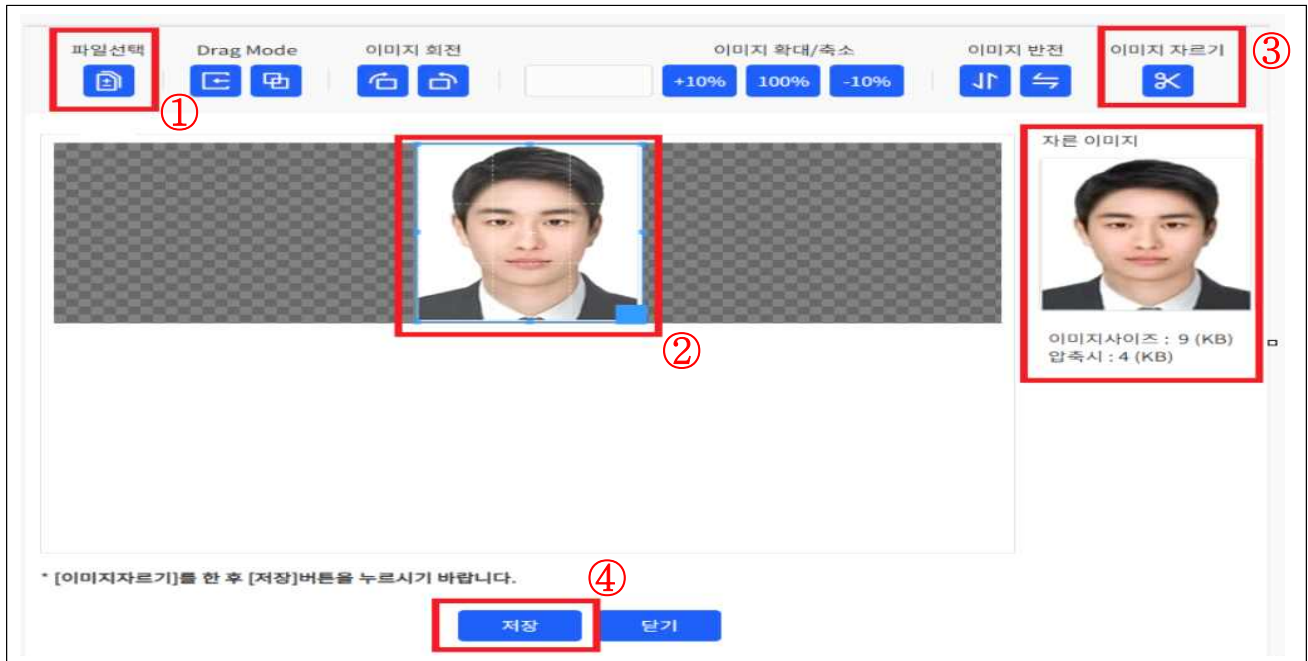 파일선택 Drag Mode 이미지 회전 이미지 확대/축소 이미지 반전 이미지 자르기 ③
+10% 100% -10%
①
자른 이미지
②
이미지사이즈 : 9 (KB)
압축시 : 4 (KB)
* [이미지자르기]를 한 후 [저장]버튼을 누르시기 바랍니다.
④
저장 닫기